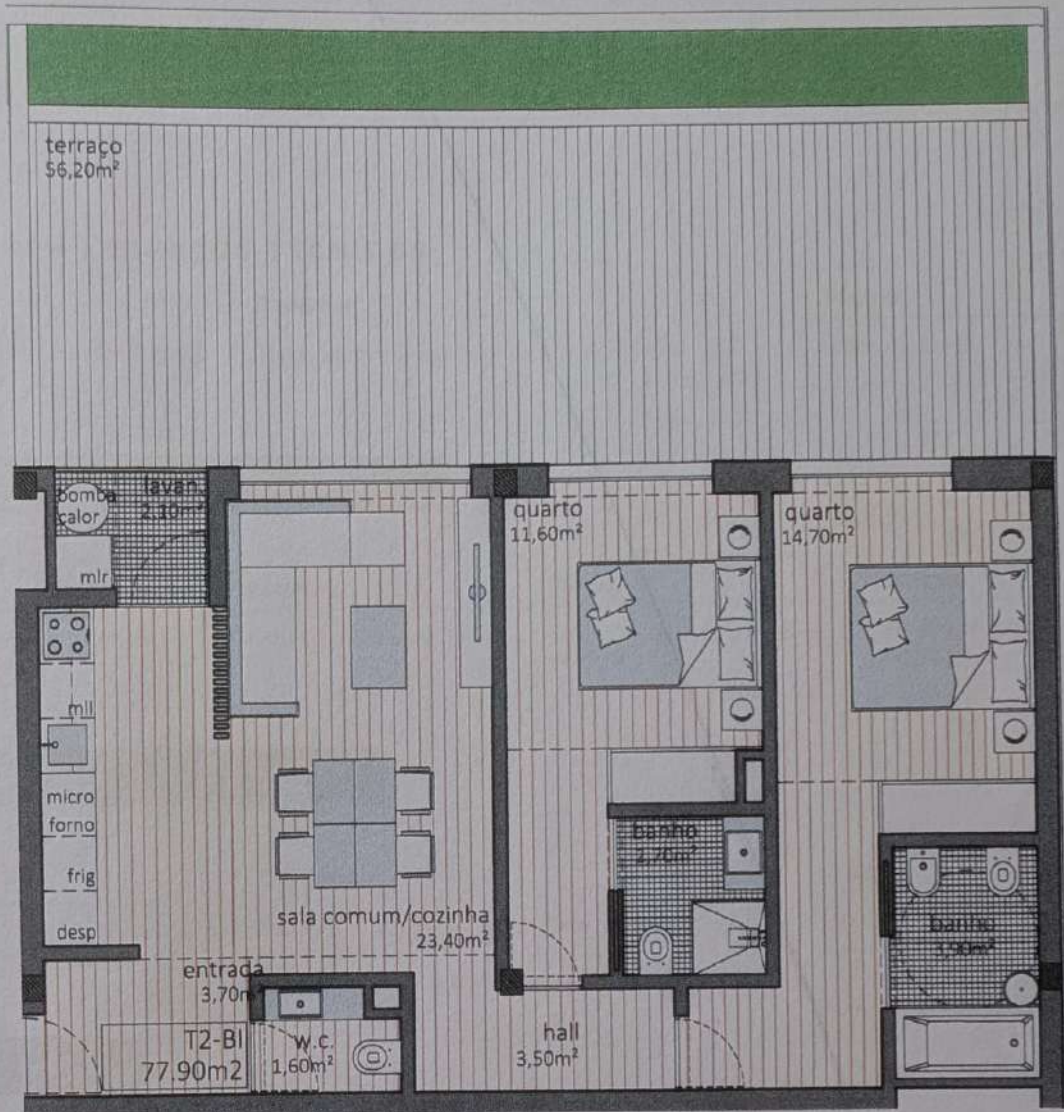 terraço
56,20m²
bomba
calor
lavan.
2,10m²
mlr
quarto
11,60m²
quarto
14,70m²
mll
micro
forno
frig
desp
banho
2,70m²
sala comum/cozinha
23,40m²
banho
3,90m²
entrada
3,70m²
T2-BI
77.90m2
w.c.
1,60m²
hall
3,50m²